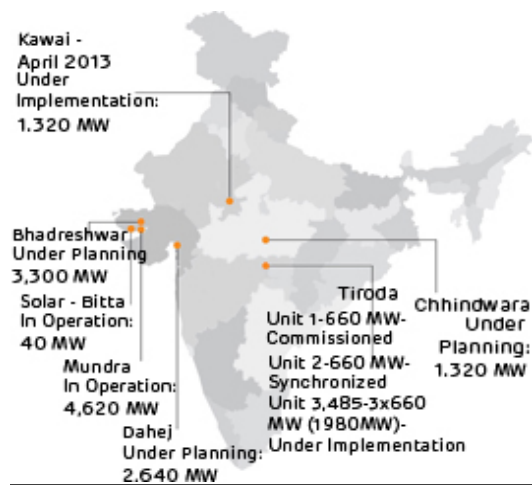 Kawai -
April 2013
Under
Implementation:
1.320 MW
Bhadreshwar
Under Planning
3,300 MW
Solar - Bitta
In Operation:
40 MW
Mundra
In Operation:
4,620 MW
Dahej
Under Planning:
2.640 MW
Tiroda
Unit 1-660 MW-
Commissioned
Unit 2-660 MW-
Synchronized
Unit 3,485-3x660
MW (1980MW)-
Under Implementation
Chhindwara
Under
Planning:
1.320 MW